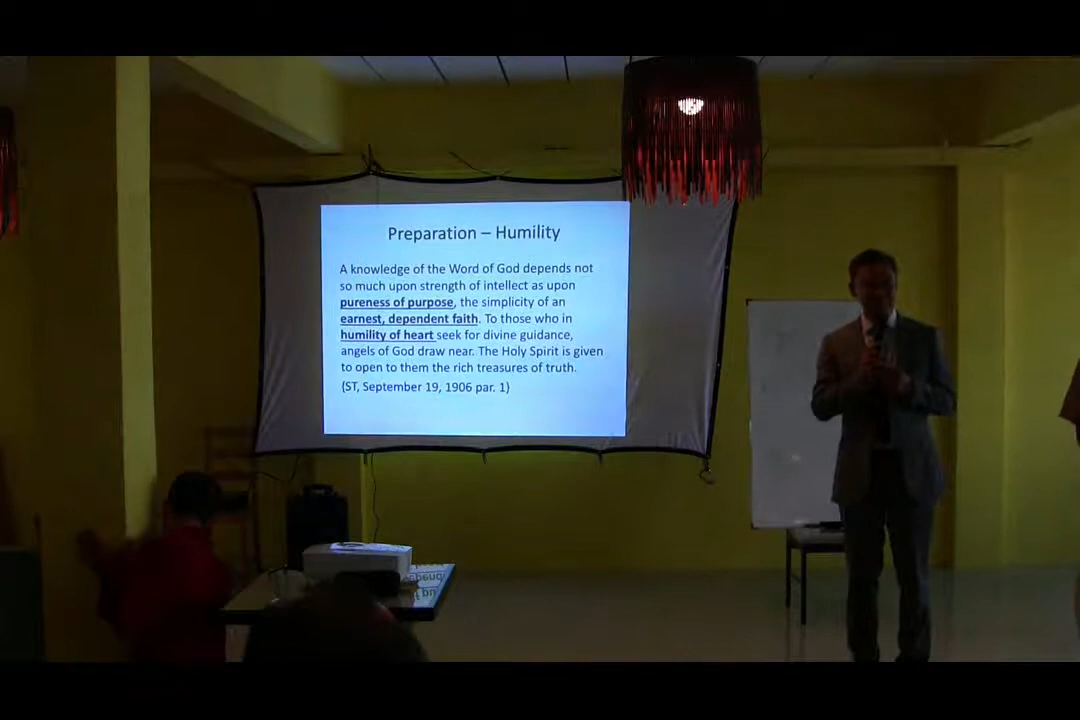 Preparation – Humility
A knowledge of the Word of God depends not
so much upon strength of intellect as upon
pureness of purpose, the simplicity of an
earnest, dependent faith. To those who in
humility of heart seek for divine guidance,
angels of God draw near. The Holy Spirit is given
to open to them the rich treasures of truth.
(ST, September 19, 1906 par. 1)